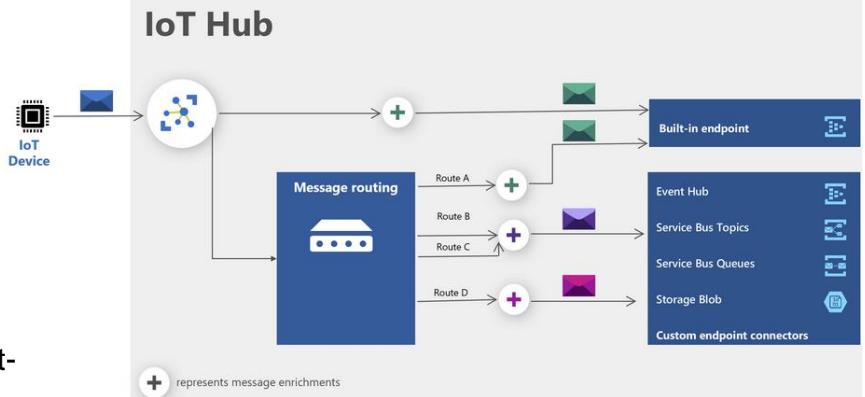 IoT Hub
IoT
Device
Built-in endpoint
Message routing
Route A
Route B
Route C
Route D
Event Hub
Service Bus Topics
Service Bus Queues
Storage Blob
Custom endpoint connectors
t-
represents message enrichments